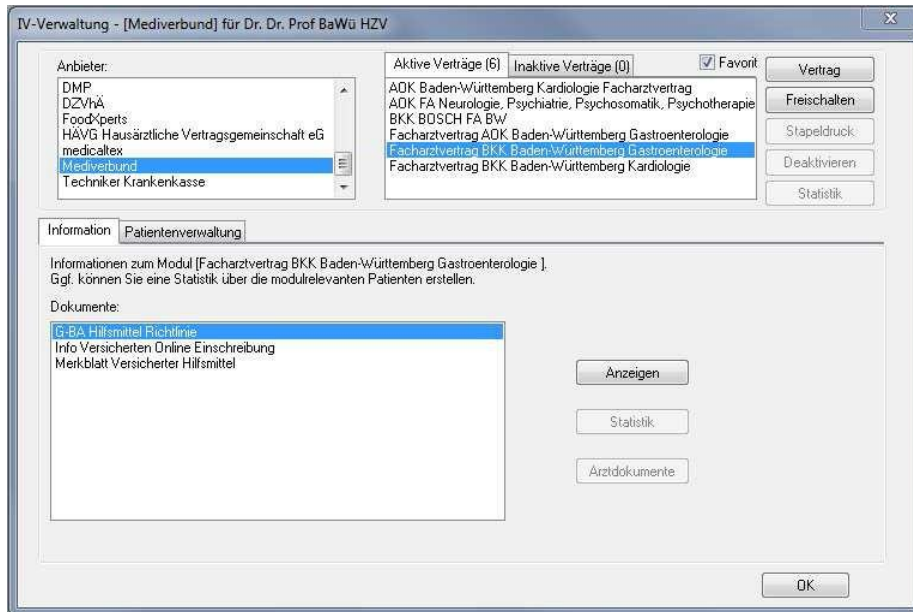 IV-Verwaltung - [Mediverbund] für Dr. Dr. Prof BaWü HZV
Anbieter:
DMP
DZVhÄ
FoodXperts
HÄVG Hausärztliche Vertragsgemeinschaft eG
medicaltex
Mediverbund
Techniker Krankenkasse
Aktive Verträge (6)
Inaktive Verträge (0)
Favorit
AOK Baden-Württemberg Kardiologie Facharztvertrag
AOK FA Neurologie, Psychiatrie, Psychosomatik, Psychotherapie
BKK BOSCH FA BW
Facharztvertrag AOK Baden-Württemberg Gastroenterologie
Facharztvertrag BKK Baden-Württemberg Gastroenterologie
Facharztvertrag BKK Baden-Württemberg Kardiologie
Vertrag
Freischalten
Stapeldruck
Deaktivieren
Statistik
Information
Patientenverwaltung
Informationen zum Modul [Facharztvertrag BKK Baden-Württemberg Gastroenterologie ].
Ggf. können Sie eine Statistik über die modulrelevanten Patienten erstellen.
Dokumente:
G-BA Hilfsmittel Richtlinie
Info Versicherten Online Einschreibung
Merkblatt Versicherter Hilfsmittel
Anzeigen
Statistik
Arztdokumente
OK